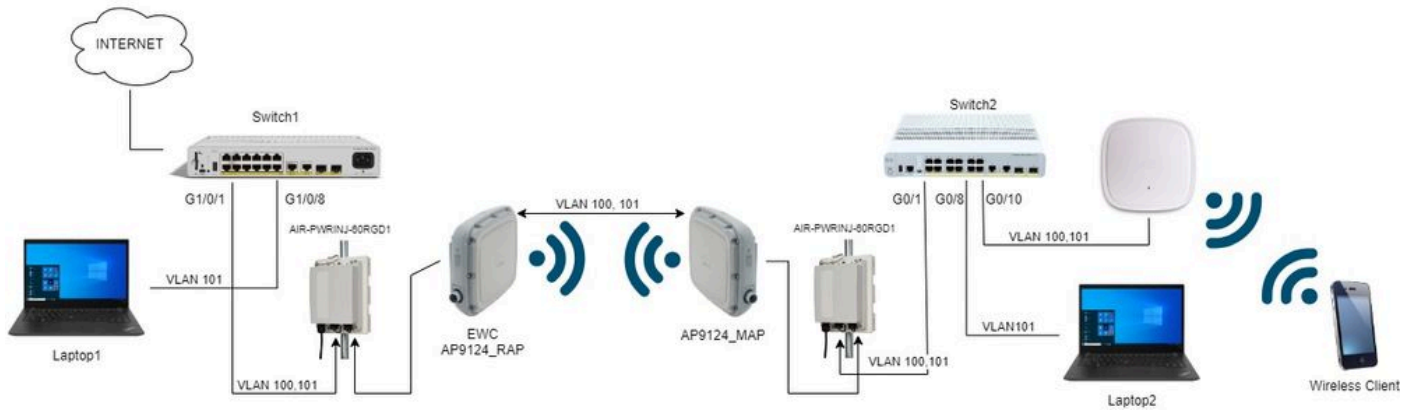 INTERNET
Switch1
G1/0/1
G1/0/8
VLAN 101
Laptop1
AIR-PWRINJ-60RGD1
VLAN 100,101
EWC
AP9124_RAP
VLAN 100, 101
AP9124_MAP
AIR-PWRINJ-60RGD1
VLAN 100,101
Switch2
G0/1
G0/8
G0/10
VLAN 100,101
VLAN101
Laptop2
Wireless Client